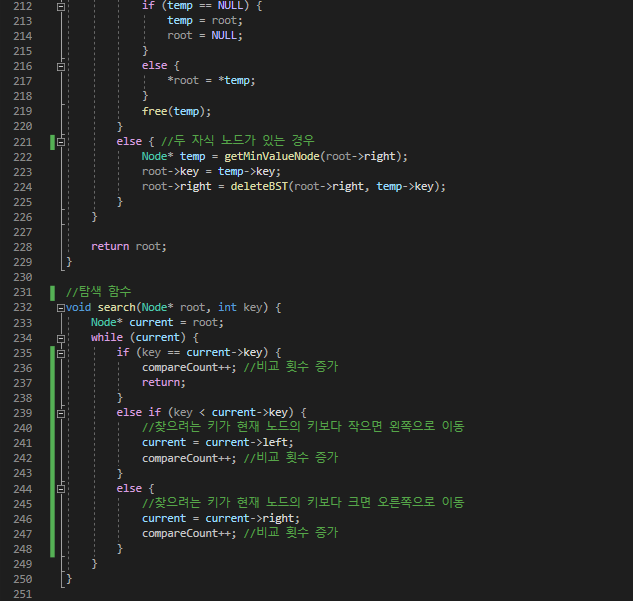 212 if (temp == NULL) {
213 temp = root;
214 root = NULL;
215 }
216 else {
217 *root = *temp;
218 }
219 free(temp);
220 }
221 else { //두 자식 노드가 있는 경우
222 Node* temp = getMinValueNode(root->right);
223 root->key = temp->key;
224 root->right = deleteBST(root->right, temp->key);
225 }
226 }
227
228 return root;
229 }
230
231 //탐색 함수
232 void search(Node* root, int key) {
233 Node* current = root;
234 while (current) {
235 if (key == current->key) {
236 compareCount++; //비교 횟수 증가
237 return;
238 }
239 else if (key < current->key) {
240 //찾으려는 키가 현재 노드의 키보다 작으면 왼쪽으로 이동
241 current = current->left;
242 compareCount++; //비교 횟수 증가
243 }
244 else {
245 //찾으려는 키가 현재 노드의 키보다 크면 오른쪽으로 이동
246 current = current->right;
247 compareCount++; //비교 횟수 증가
248 }
249 }
250 }
251